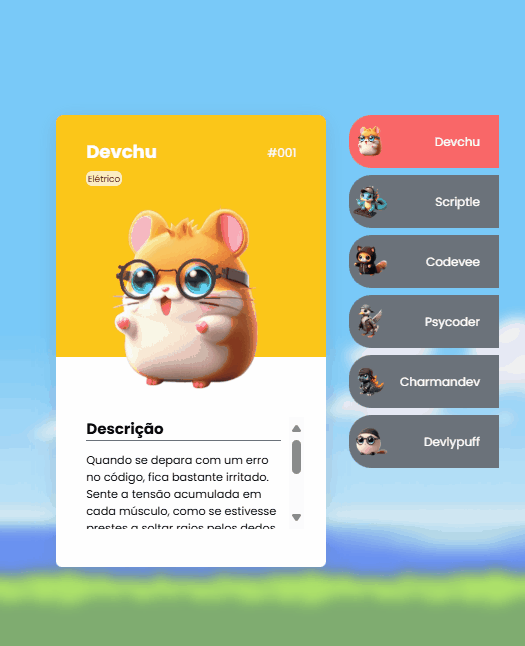 Devchu
#001
Elétrico
Descrição
Quando se depara com um erro
no código, fica bastante irritado.
Sente a tensão acumulada em
cada músculo, como se estivesse
prestes a soltar raios pelos dedos
Devchu
Scriptle
Codevee
Psycoder
Charmandev
Devlypuff